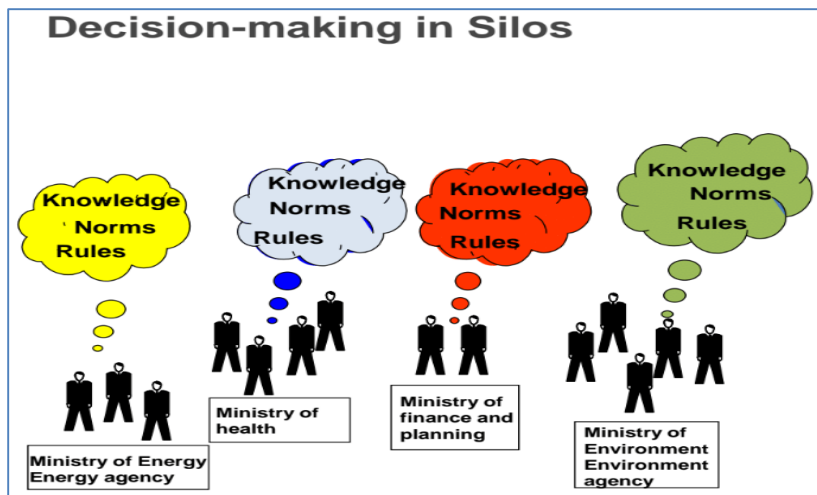 Decision-making in Silos
Knowledge
Norms
Rules
Knowledge
Norms
Rules
Knowledge
Norms
Rules
Knowledge
Norms
Rules
Ministry of Energy
Energy agency
Ministry of
health
Ministry of
finance and
planning
Ministry of
Environment
Environment
agency